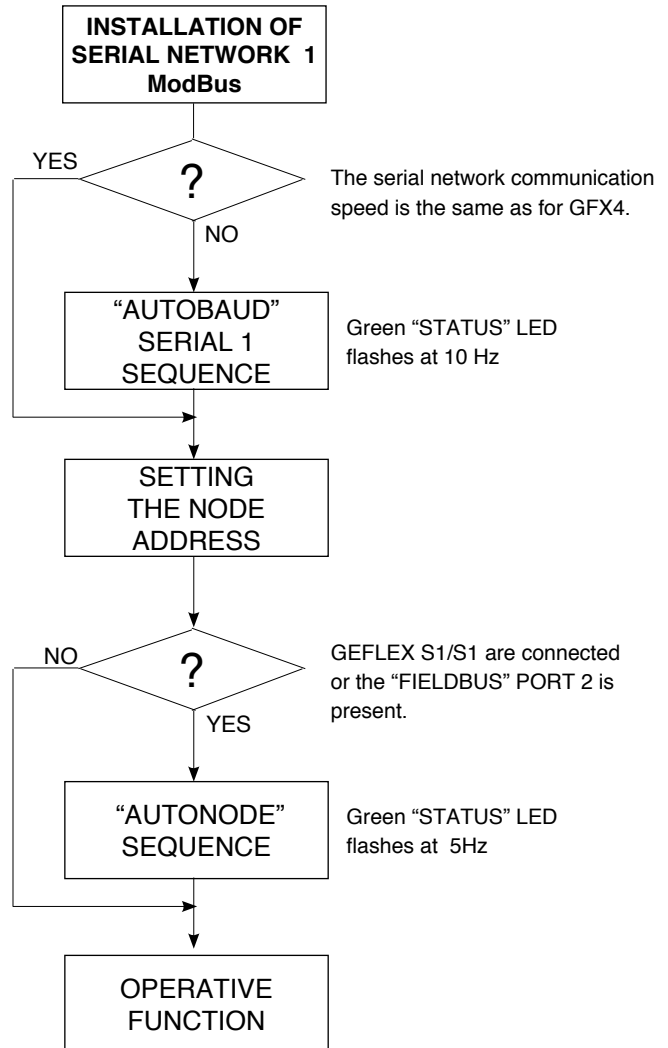 INSTALLATION OF
SERIAL NETWORK 1
ModBus
YES
?
The serial network communication
speed is the same as for GFX4.
NO
“AUTOBAUD”
SERIAL 1
SEQUENCE
Green “STATUS” LED
flashes at 10 Hz
SETTING
THE NODE
ADDRESS
NO
?
GEFLEX S1/S1 are connected
or the “FIELDBUS” PORT 2 is
present.
YES
“AUTONODE”
SEQUENCE
Green “STATUS” LED
flashes at 5Hz
OPERATIVE
FUNCTION